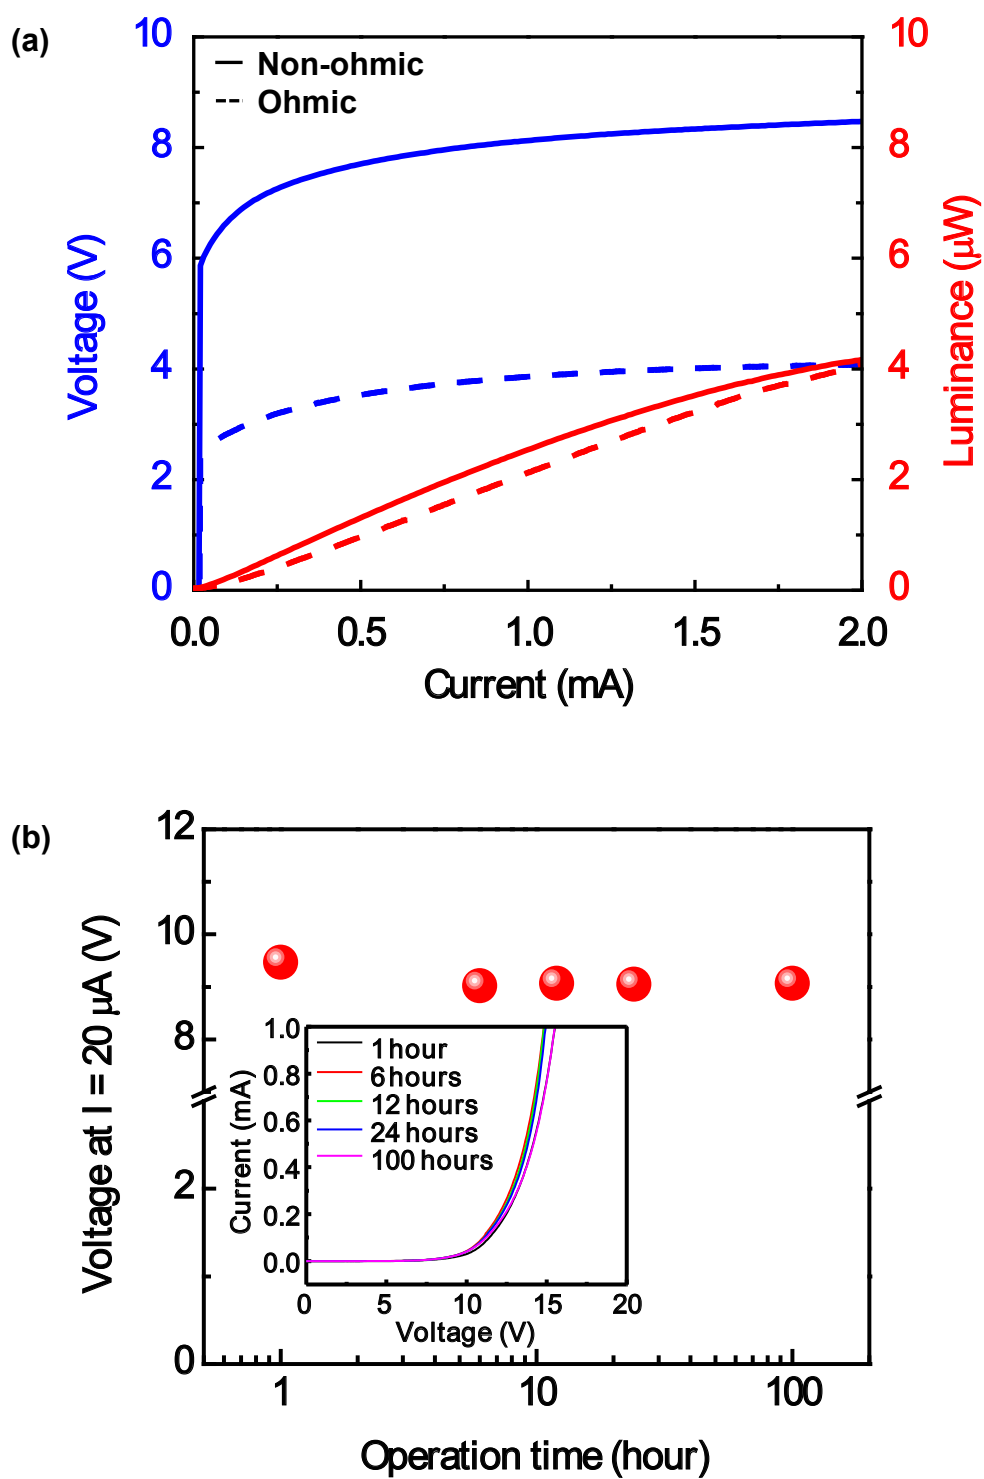 (a)
10
8
6
4
2
0
Voltage (V)
Non-ohmic
Ohmic
10
8
6
4
2
0
Luminance (μW)
0.0 0.5 1.0 1.5 2.0
Current (mA)
(b)
12
10
8
2
0
Voltage at I = 20 μA (V)
1.0
0.8
0.6
0.4
0.2
0.0
Current (mA)
1 hour
6 hours
12 hours
24 hours
100 hours
0 5 10 15 20
Voltage (V)
1 10 100
Operation time (hour)